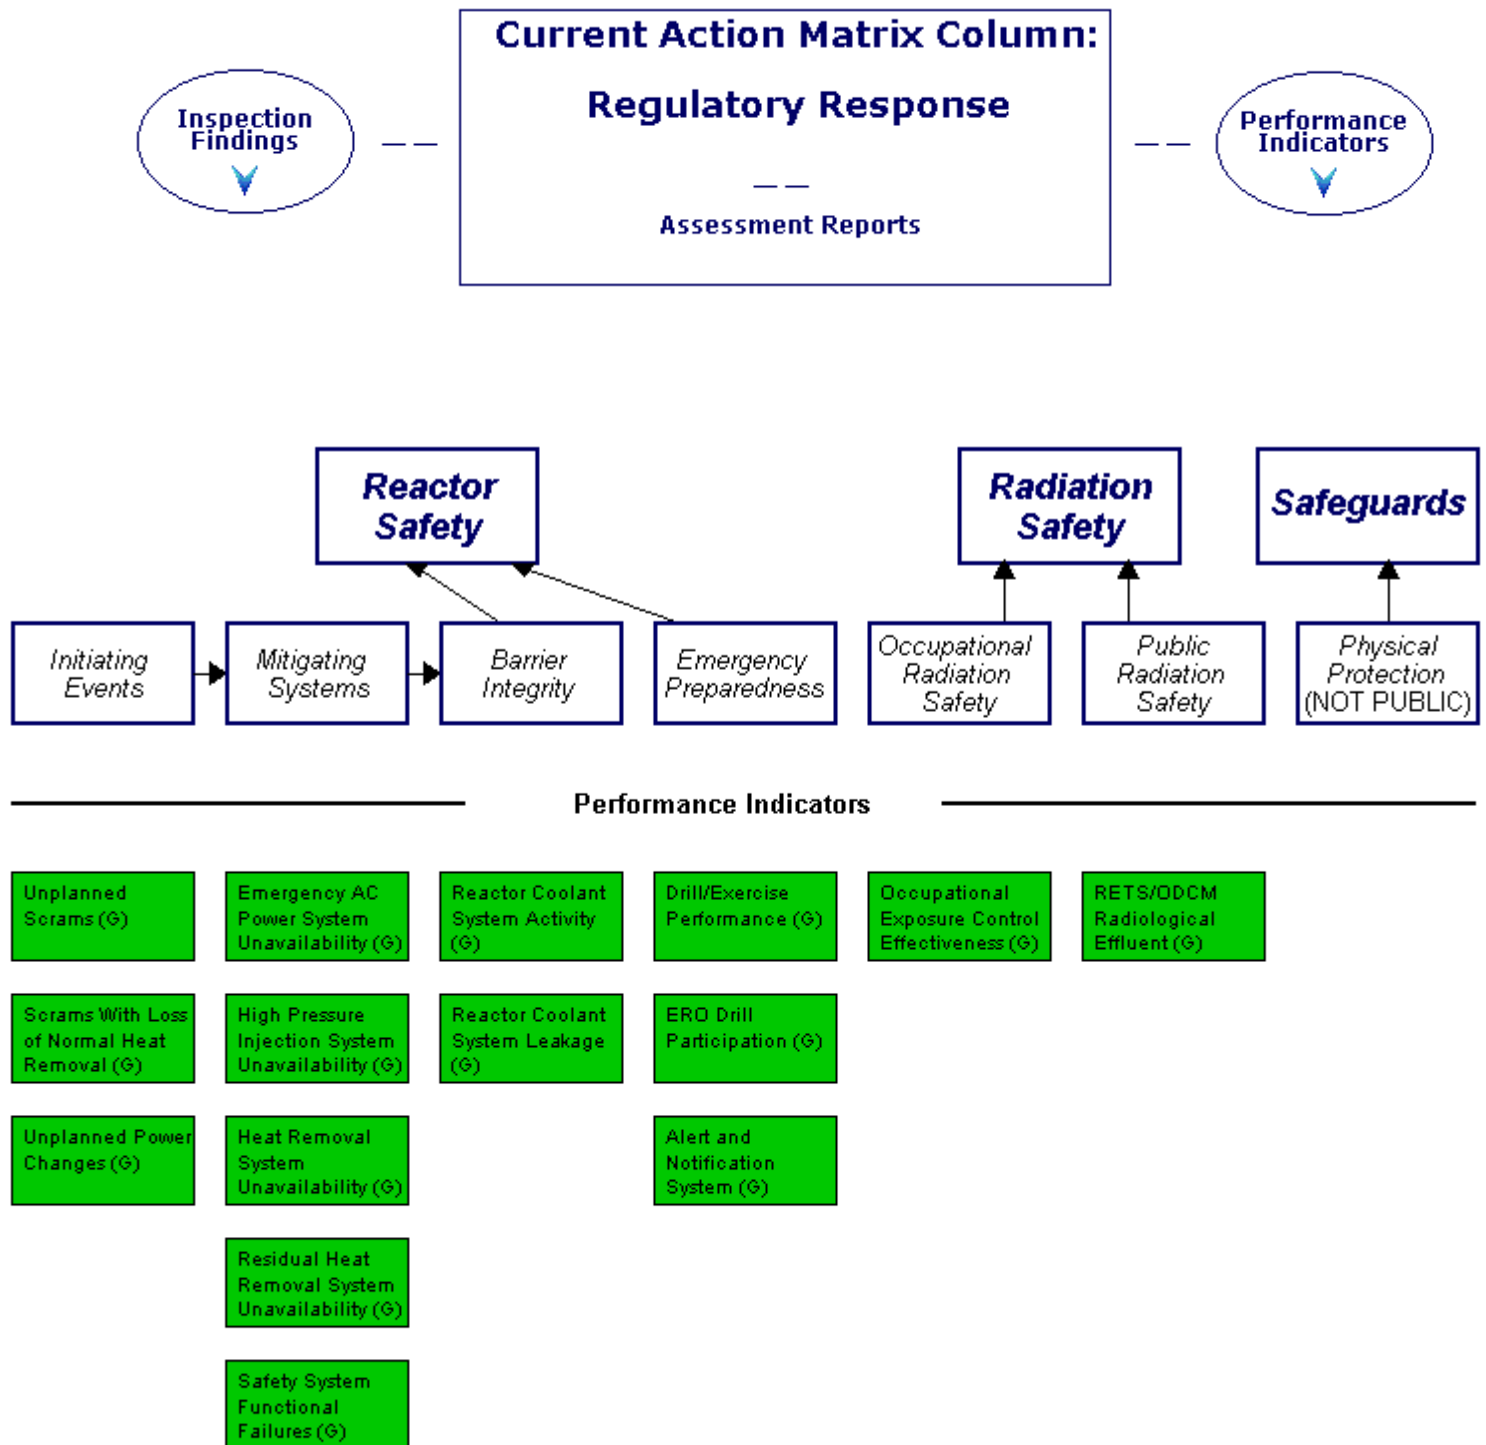 Current Action Matrix Column:
Regulatory Response
Assessment Reports
Inspection
Findings
Performance
Indicators
Reactor
Safety
Radiation
Safety
Safeguards
Initiating
Events
Mitigating
Systems
Barrier
Integrity
Emergency
Preparedness
Occupational
Radiation
Safety
Public
Radiation
Safety
Physical
Protection
(NOT PUBLIC)
Performance Indicators
Unplanned
Scrams (G)
Emergency AC
Power System
Unavailability (G)
Reactor Coolant
System Activity
(G)
Drill/Exercise
Performance (G)
Occupational
Exposure Control
Effectiveness (G)
RETS/ODCM
Radiological
Effluent (G)
Scrams With Loss
of Normal Heat
Removal (G)
High Pressure
Injection System
Unavailability (G)
Reactor Coolant
System Leakage
(G)
ERO Drill
Participation (G)
Unplanned Power
Changes (G)
Heat Removal
System
Unavailability (G)
Alert and
Notification
System (G)
Residual Heat
Removal System
Unavailability (G)
Safety System
Functional
Failures (G)